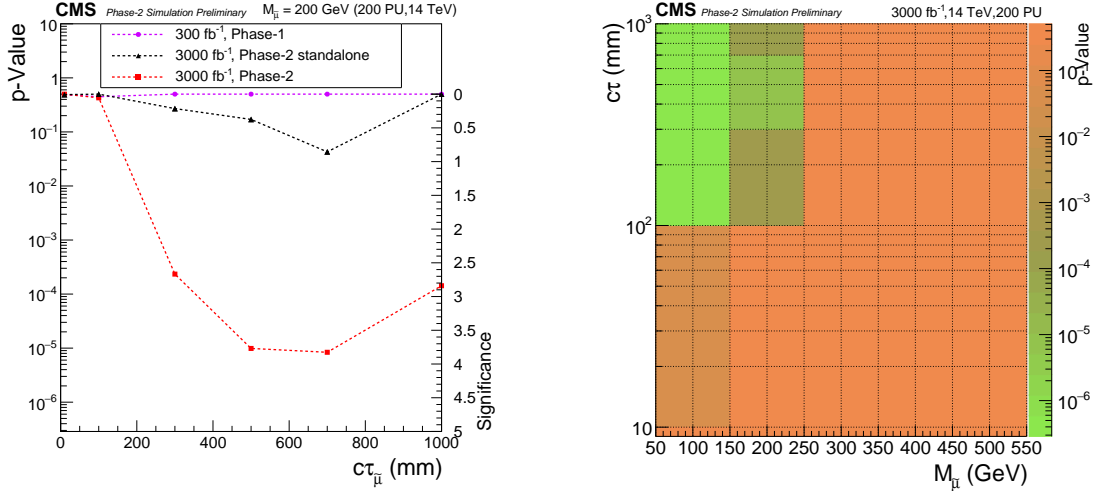 CMS Phase-2 Simulation Preliminary M_μ̃ = 200 GeV (200 PU,14 TeV)
300 fb⁻¹, Phase-1
3000 fb⁻¹, Phase-2 standalone
3000 fb⁻¹, Phase-2
p-Value
10
1
10⁻¹
10⁻²
10⁻³
10⁻⁴
10⁻⁵
10⁻⁶
0
0.5
1
1.5
2
2.5
3
3.5
4
4.5
5
Significance
0 200 400 600 800 1000
cτ_μ̃ (mm)
CMS Phase-2 Simulation Preliminary 3000 fb⁻¹,14 TeV,200 PU
cτ (mm)
10³
10²
10
50 100 150 200 250 300 350 400 450 500 550
M_μ̃ (GeV)
p-Value
10⁻¹
10⁻²
10⁻³
10⁻⁴
10⁻⁵
10⁻⁶